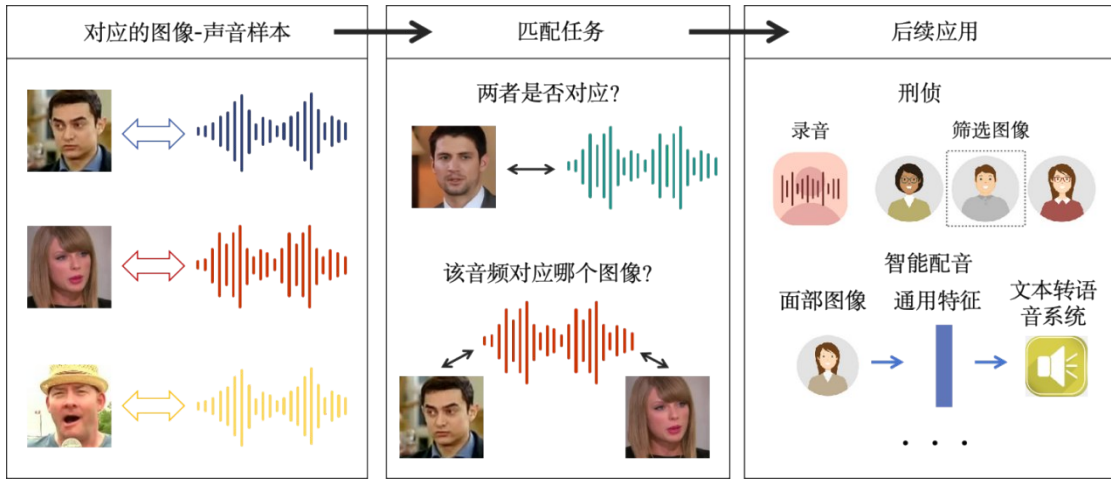 对应的图像-声音样本
匹配任务
两者是否对应？
该音频对应哪个图像？
后续应用
刑侦
录音
筛选图像
智能配音
面部图像
通用特征
文本转语
音系统
. . .